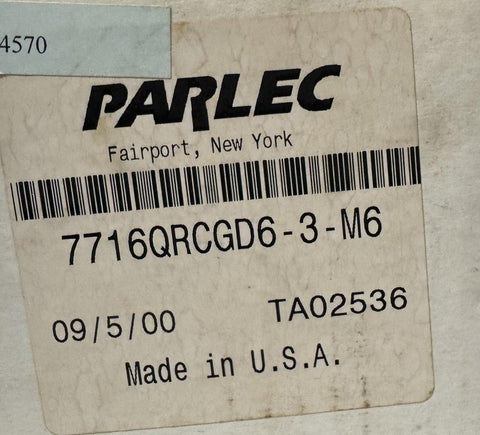 4570
PARLEC
Fairport, New York
7716QRCGD6-3-M6
09/5/00 TA02536
Made in U.S.A.